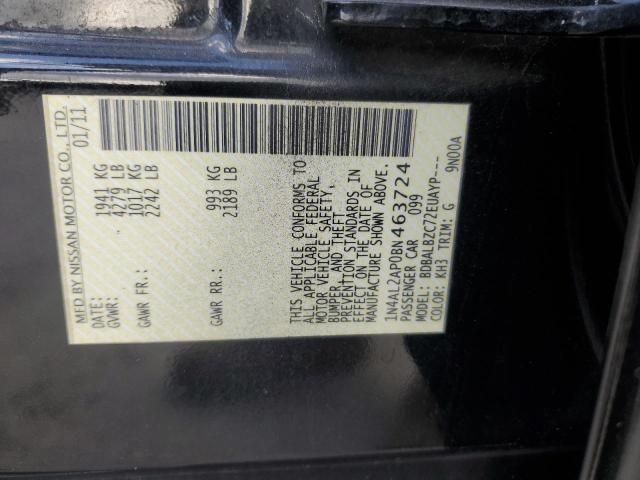 MFD BY NISSAN MOTOR CO., LTD.
DATE: 01/11
GVWR: 1941 KG
4279 LB
GAWR FR.: 1017 KG
2242 LB
GAWR RR: 993 KG
2189 LB
THIS VEHICLE CONFORMS TO
ALL APPLICABLE FEDERAL
MOTOR VEHICLE SAFETY,
BUMPER, AND THEFT
PREVENTION STANDARDS IN
EFFECT ON THE DATE OF
MANUFACTURE SHOWN ABOVE.
1N4AL2AP0BN463724
PASSENGER CAR 099
MODEL: BDBALBZC72EUAYP---
COLOR: KH3 TRIM: G 9N00A